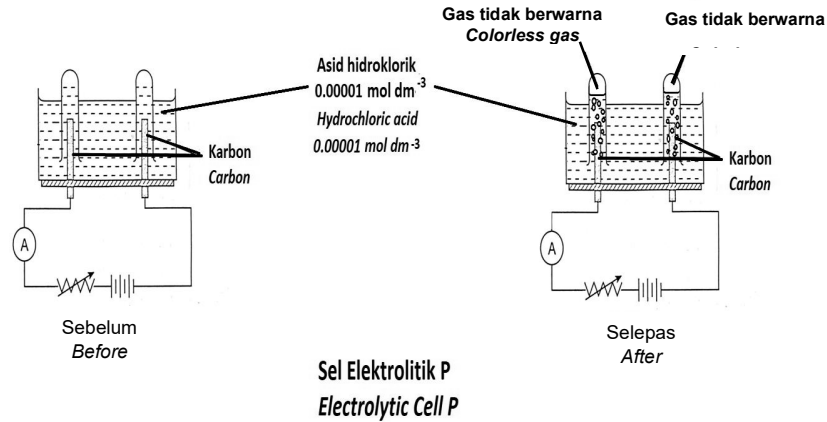 Gas tidak berwarna
Colorless gas
Gas tidak berwarna
Asid hidroklorik
0.00001 mol dm-3
Hydrochloric acid
0.00001 mol dm-3
Karbon
Carbon
Karbon
Carbon
A
A
Sebelum
Before
Selepas
After
Sel Elektrolitik P
Electrolytic Cell P